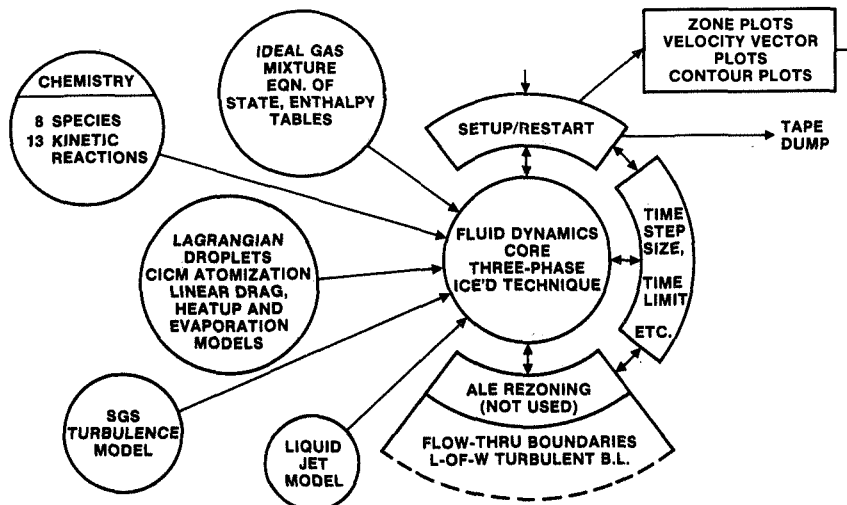 CHEMISTRY
8 SPECIES
13 KINETIC
REACTIONS
IDEAL GAS
MIXTURE
EQN. OF
STATE, ENTHALPY
TABLES
ZONE PLOTS
VELOCITY VECTOR
PLOTS
CONTOUR PLOTS
SETUP/RESTART
TAPE
DUMP
LAGRANGIAN
DROPLETS
CICM ATOMIZATION
LINEAR DRAG,
HEATUP AND
EVAPORATION
MODELS
FLUID DYNAMICS
CORE
THREE-PHASE
ICE'D TECHNIQUE
TIME
STEP
SIZE,
TIME
LIMIT
ETC.
SGS
TURBULENCE
MODEL
LIQUID
JET
MODEL
ALE REZONING
(NOT USED)
FLOW-THRU BOUNDARIES
L-OF-W TURBULENT B.L.